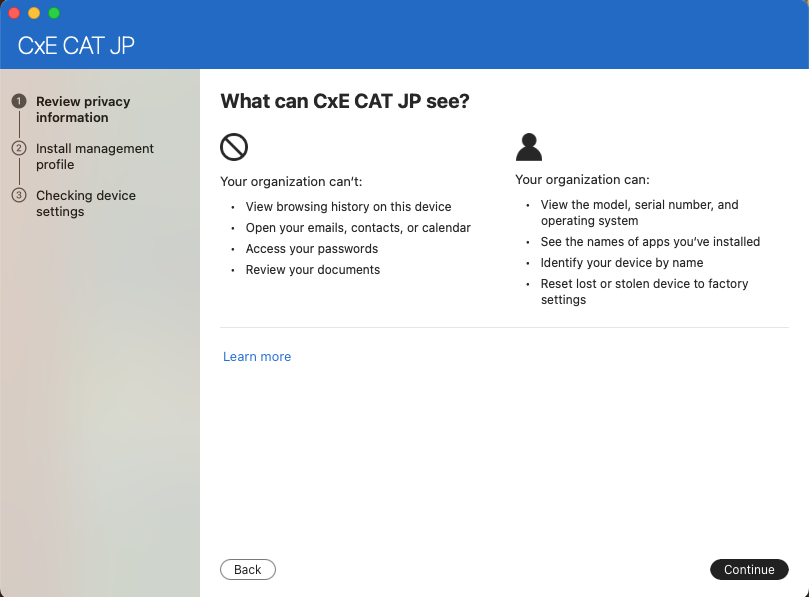 CxE CAT JP
1 Review privacy
information
2 Install management
profile
3 Checking device
settings
What can CxE CAT JP see?
Your organization can't:
• View browsing history on this device
• Open your emails, contacts, or calendar
• Access your passwords
• Review your documents
Your organization can:
• View the model, serial number, and
operating system
• See the names of apps you've installed
• Identify your device by name
• Reset lost or stolen device to factory
settings
Learn more
Back
Continue